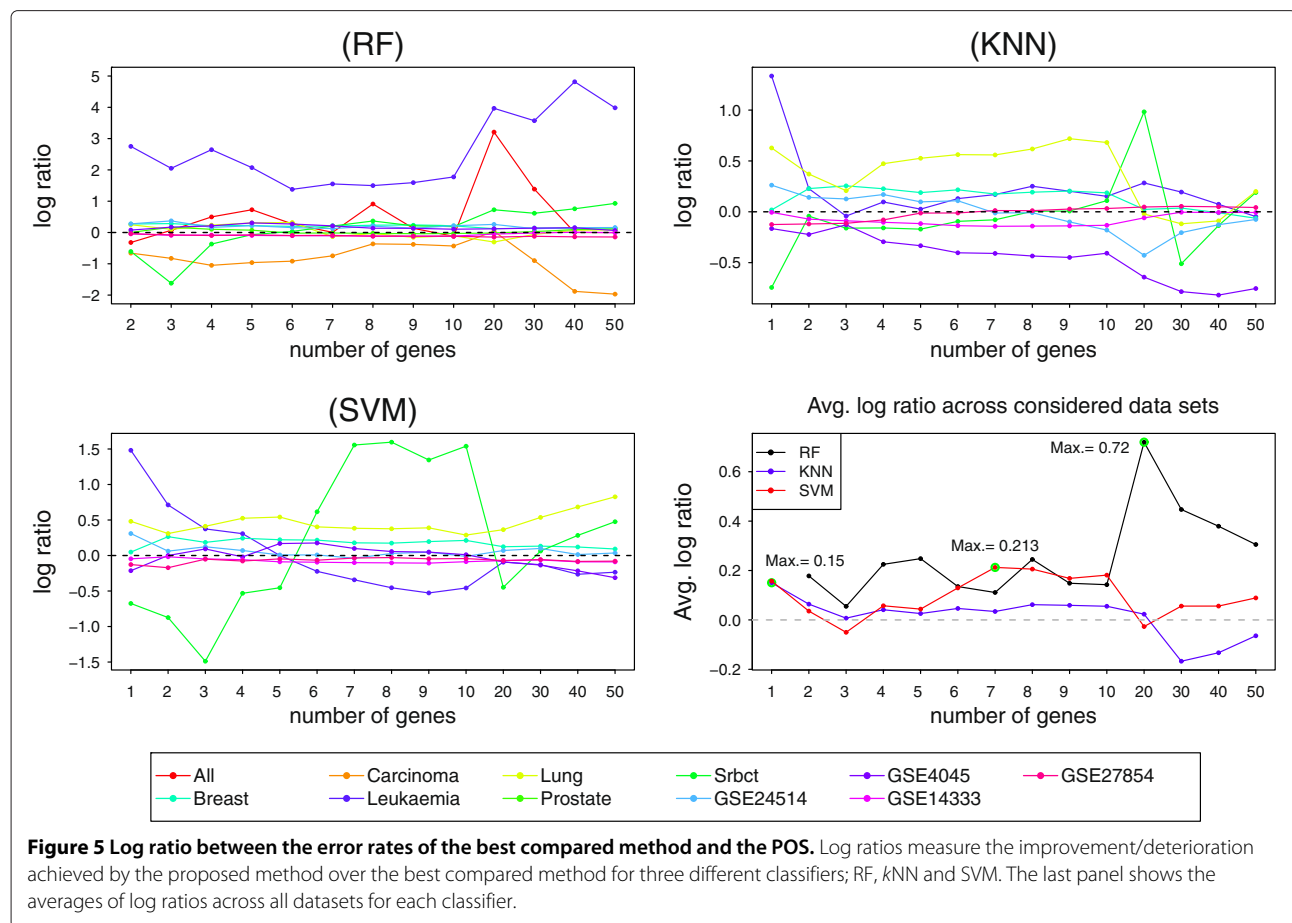 (RF)
5
4
3
2
1
0
−1
−2
log ratio
2 3 4 5 6 7 8 9 10 20 30 40 50
number of genes
(KNN)
1.0
0.5
0.0
−0.5
log ratio
1 2 3 4 5 6 7 8 9 10 20 30 40 50
number of genes
(SVM)
1.5
1.0
0.5
0.0
−0.5
−1.0
−1.5
log ratio
1 2 3 4 5 6 7 8 9 10 20 30 40 50
number of genes
Avg. log ratio across considered data sets
RF
KNN
SVM
Max.= 0.72
Max.= 0.15
Max.= 0.213
0.6
0.4
0.2
0.0
−0.2
Avg. log ratio
1 2 3 4 5 6 7 8 9 10 20 30 40 50
number of genes
All Carcinoma Lung Srbct GSE4045 GSE27854
Breast Leukaemia Prostate GSE24514 GSE14333
Figure 5 Log ratio between the error rates of the best compared method and the POS. Log ratios measure the improvement/deterioration
achieved by the proposed method over the best compared method for three different classifiers; RF, kNN and SVM. The last panel shows the
averages of log ratios across all datasets for each classifier.